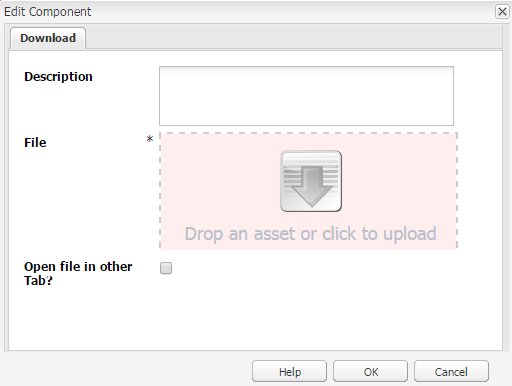 Edit Component
Download
Description
File *
Drop an asset or click to upload
Open file in other
Tab?
Help OK Cancel